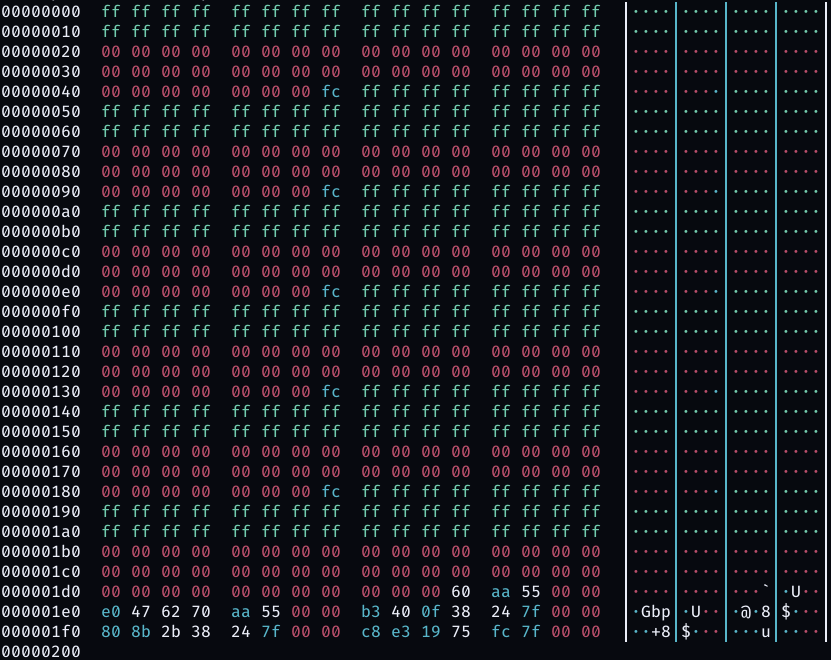 00000000 ff ff ff ff ff ff ff ff ff ff ff ff ff ff ff ff │····│····│····│····│
00000010 ff ff ff ff ff ff ff ff ff ff ff ff ff ff ff ff │····│····│····│····│
00000020 00 00 00 00 00 00 00 00 00 00 00 00 00 00 00 00 │····│····│····│····│
00000030 00 00 00 00 00 00 00 00 00 00 00 00 00 00 00 00 │····│····│····│····│
00000040 00 00 00 00 00 00 00 fc ff ff ff ff ff ff ff ff │····│····│····│····│
00000050 ff ff ff ff ff ff ff ff ff ff ff ff ff ff ff ff │····│····│····│····│
00000060 ff ff ff ff ff ff ff ff ff ff ff ff ff ff ff ff │····│····│····│····│
00000070 00 00 00 00 00 00 00 00 00 00 00 00 00 00 00 00 │····│····│····│····│
00000080 00 00 00 00 00 00 00 00 00 00 00 00 00 00 00 00 │····│····│····│····│
00000090 00 00 00 00 00 00 00 fc ff ff ff ff ff ff ff ff │····│····│····│····│
000000a0 ff ff ff ff ff ff ff ff ff ff ff ff ff ff ff ff │····│····│····│····│
000000b0 ff ff ff ff ff ff ff ff ff ff ff ff ff ff ff ff │····│····│····│····│
000000c0 00 00 00 00 00 00 00 00 00 00 00 00 00 00 00 00 │····│····│····│····│
000000d0 00 00 00 00 00 00 00 00 00 00 00 00 00 00 00 00 │····│····│····│····│
000000e0 00 00 00 00 00 00 00 fc ff ff ff ff ff ff ff ff │····│····│····│····│
000000f0 ff ff ff ff ff ff ff ff ff ff ff ff ff ff ff ff │····│····│····│····│
00000100 ff ff ff ff ff ff ff ff ff ff ff ff ff ff ff ff │····│····│····│····│
00000110 00 00 00 00 00 00 00 00 00 00 00 00 00 00 00 00 │····│····│····│····│
00000120 00 00 00 00 00 00 00 00 00 00 00 00 00 00 00 00 │····│····│····│····│
00000130 00 00 00 00 00 00 00 fc ff ff ff ff ff ff ff ff │····│····│····│····│
00000140 ff ff ff ff ff ff ff ff ff ff ff ff ff ff ff ff │····│····│····│····│
00000150 ff ff ff ff ff ff ff ff ff ff ff ff ff ff ff ff │····│····│····│····│
00000160 00 00 00 00 00 00 00 00 00 00 00 00 00 00 00 00 │····│····│····│····│
00000170 00 00 00 00 00 00 00 00 00 00 00 00 00 00 00 00 │····│····│····│····│
00000180 00 00 00 00 00 00 00 fc ff ff ff ff ff ff ff ff │····│····│····│····│
00000190 ff ff ff ff ff ff ff ff ff ff ff ff ff ff ff ff │····│····│····│····│
000001a0 ff ff ff ff ff ff ff ff ff ff ff ff ff ff ff ff │····│····│····│····│
000001b0 00 00 00 00 00 00 00 00 00 00 00 00 00 00 00 00 │····│····│····│····│
000001c0 00 00 00 00 00 00 00 00 00 00 00 00 00 00 00 00 │····│····│····│····│
000001d0 00 00 00 00 00 00 00 00 00 00 00 60 aa 55 00 00 │····│····│···`│·U··│
000001e0 e0 47 62 70 aa 55 00 00 b3 40 0f 38 24 7f 00 00 │·Gbp│·U··│·@·8│$···│
000001f0 80 8b 2b 38 24 7f 00 00 c8 e3 19 75 fc 7f 00 00 │··+8│$···│···u│····│
00000200